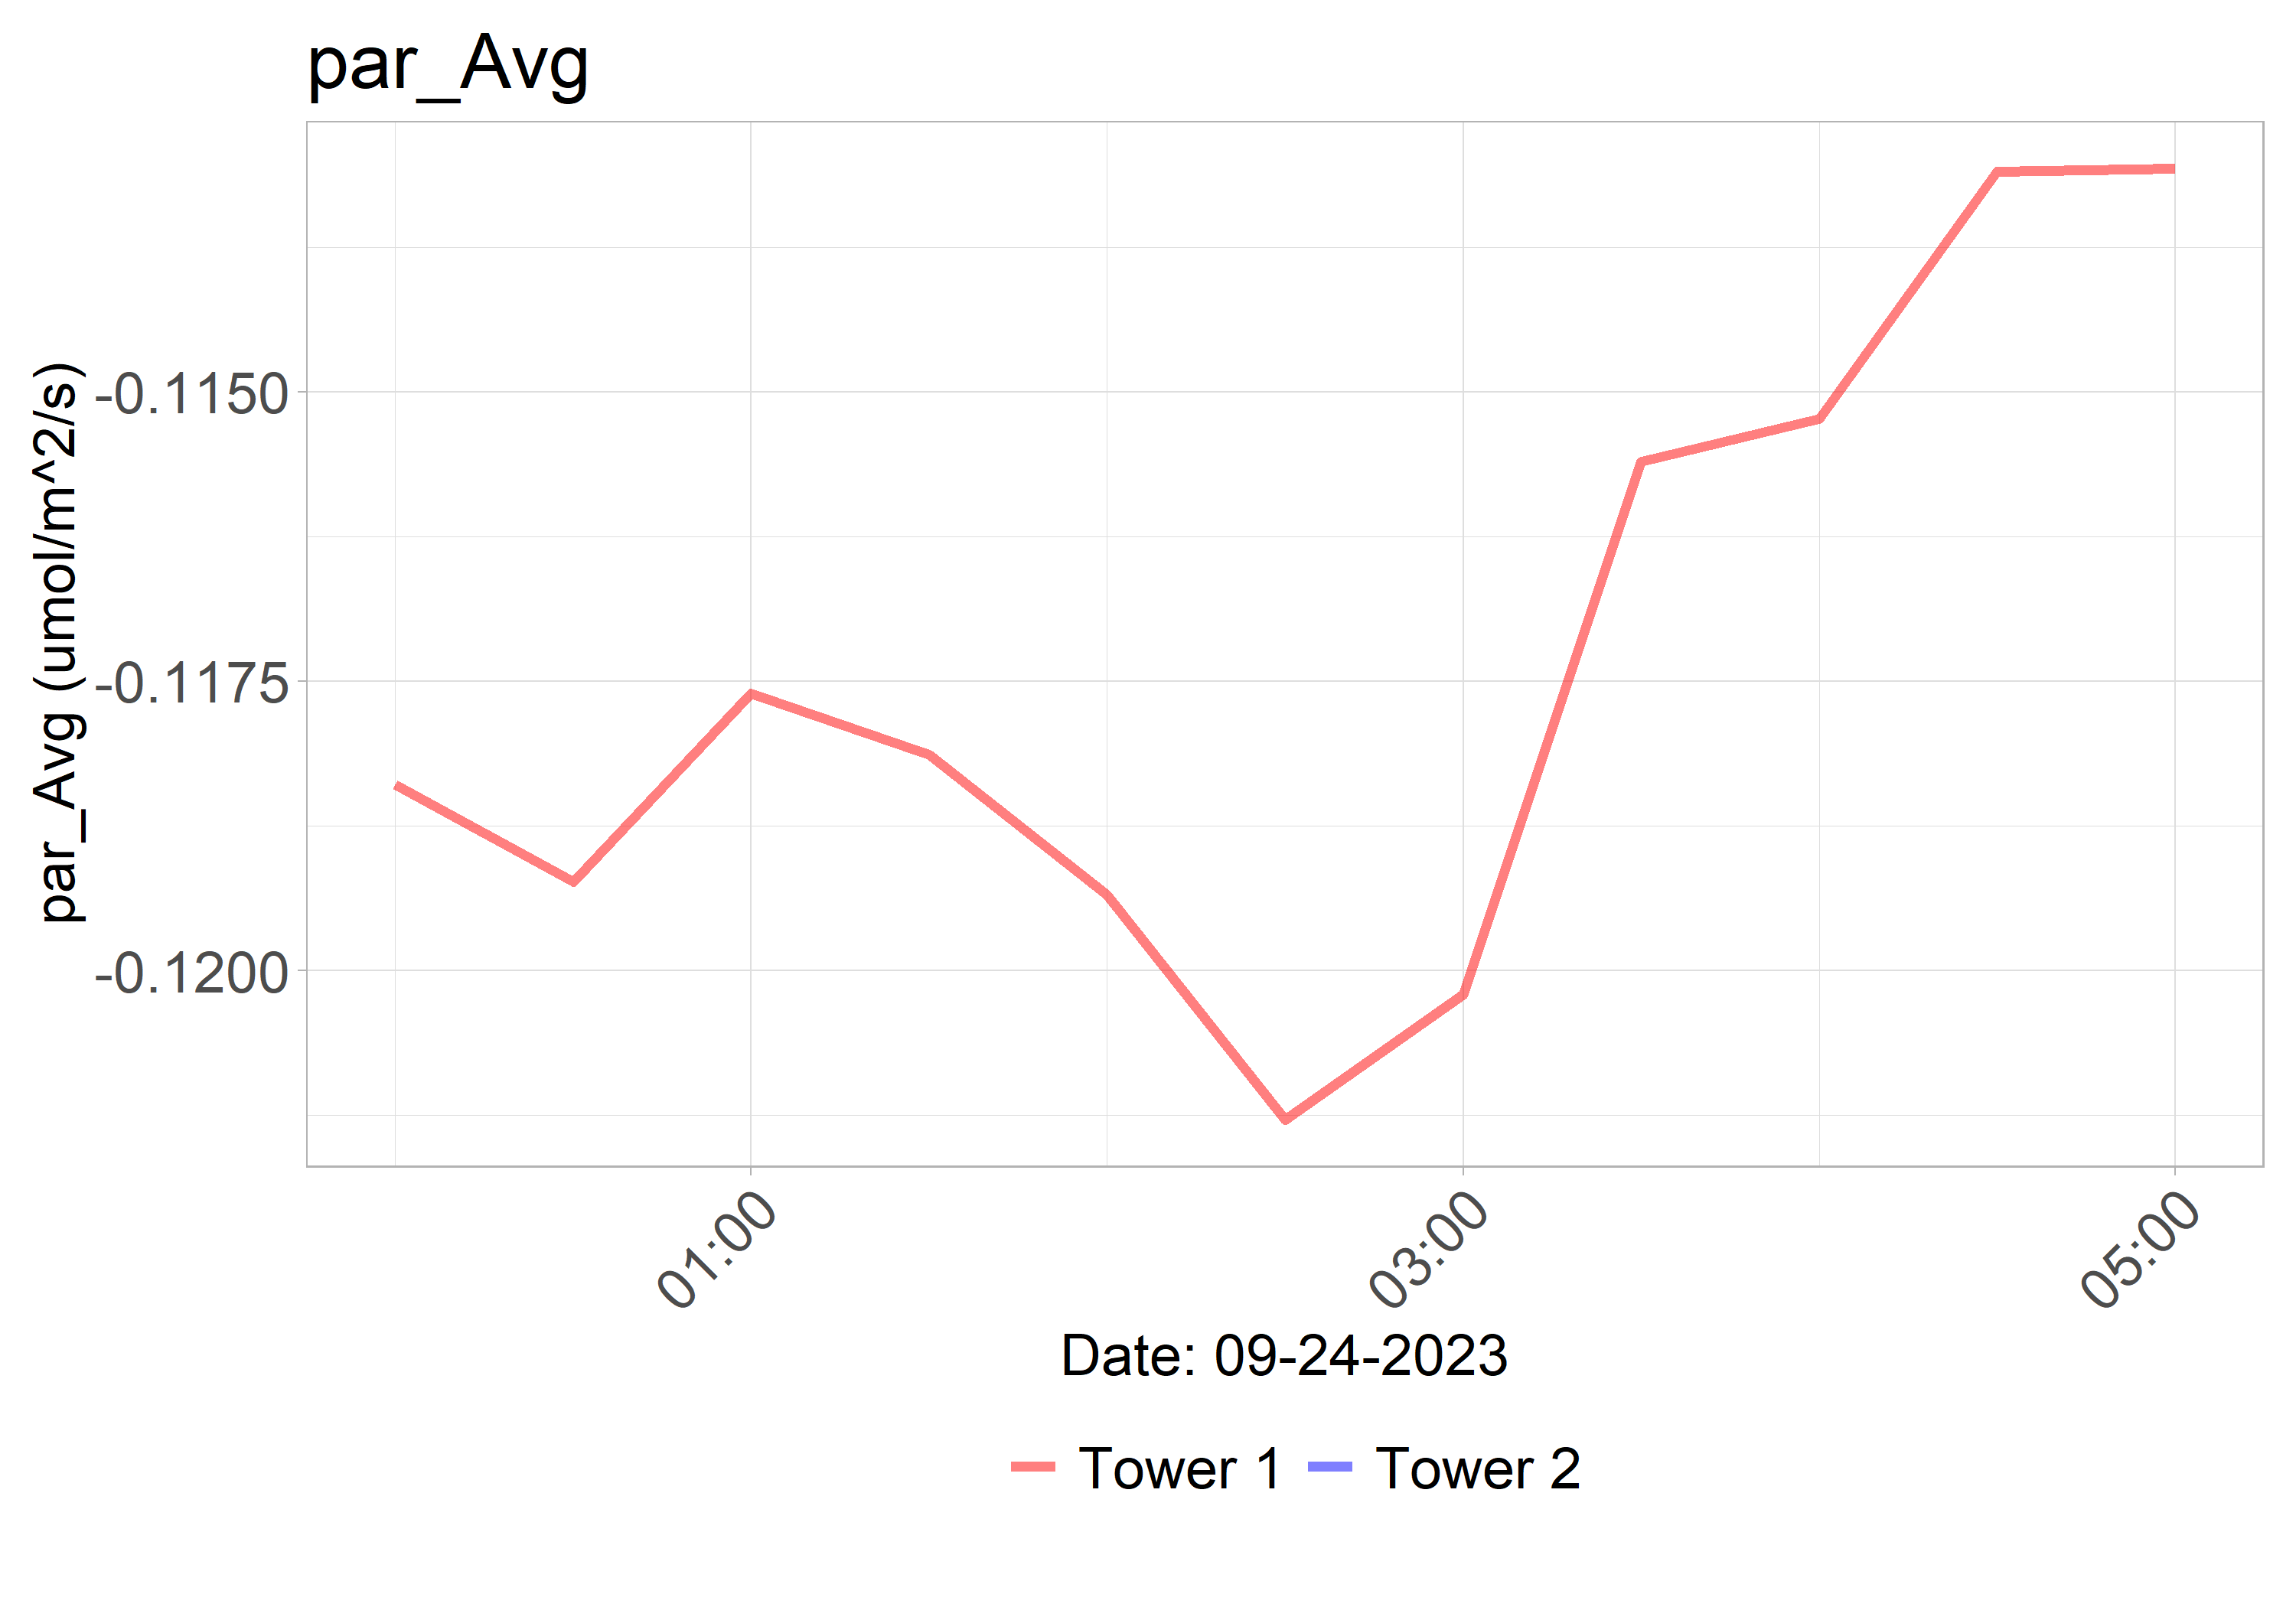 par_Avg
par_Avg (umol/m^2/s)
-0.1150
-0.1175
-0.1200
01:00
03:00
05:00
Date: 09-24-2023
Tower 1
Tower 2